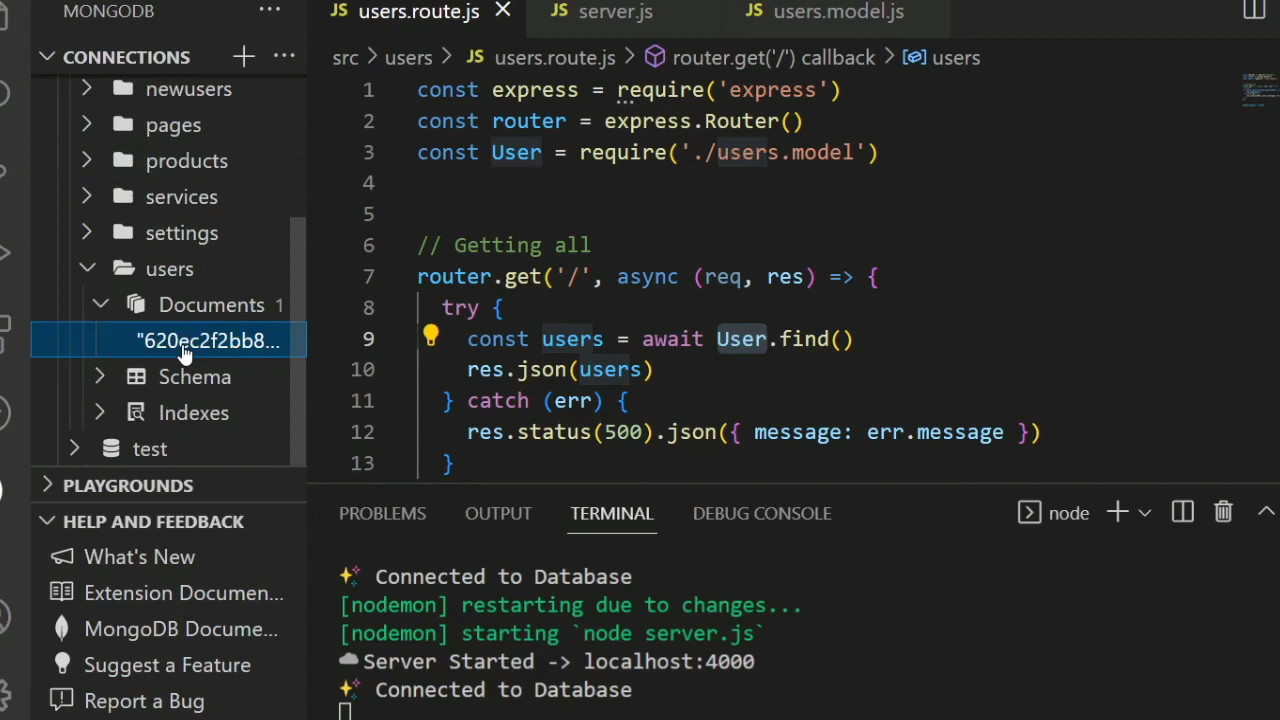 MONGODB ...
CONNECTIONS + ...
newusers
pages
products
services
settings
users
Documents 1
"620ec2f2bb8...
Schema
Indexes
test
PLAYGROUNDS
HELP AND FEEDBACK
What's New
Extension Documen...
MongoDB Docume...
Suggest a Feature
Report a Bug
JS users.route.js
JS server.js
JS users.model.js
src > users > JS users.route.js > router.get('/') callback > users
1 const express = require('express')
2 const router = express.Router()
3 const User = require('./users.model')
4
5
6 // Getting all
7 router.get('/', async (req, res) => {
8 try {
9 const users = await User.find()
10 res.json(users)
11 } catch (err) {
12 res.status(500).json({ message: err.message })
13 }
PROBLEMS OUTPUT TERMINAL DEBUG CONSOLE
node
✨ Connected to Database
[nodemon] restarting due to changes...
[nodemon] starting `node server.js`
☁Server Started -> localhost:4000
✨ Connected to Database